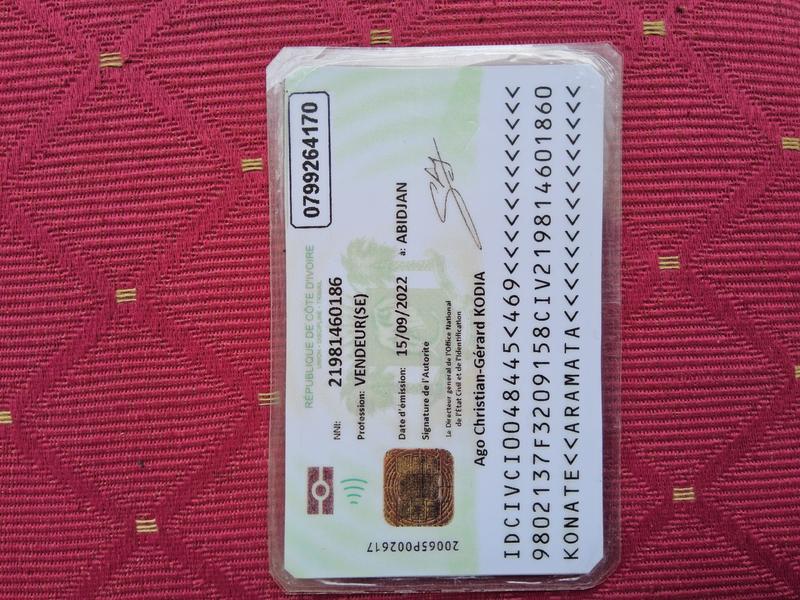 0799264170
RÉPUBLIQUE DE CÔTE D'IVOIRE
NNI: 21981460186
Profession: VENDEUR(SE)
Date d'émission: 15/09/2022 à: ABIDJAN
Signature de l'Autorite
Le Directeur general de l'Office National
de l'Etat Civil et de l'Identification
Ago Christian-Gérard KODIA
20065P002617
IDCIVCI0048445<469<<<<<<<<<<<<
9802137F3209158CIV219814601860
KONATE<<ARAMATA<<<<<<<<<<<<<<<